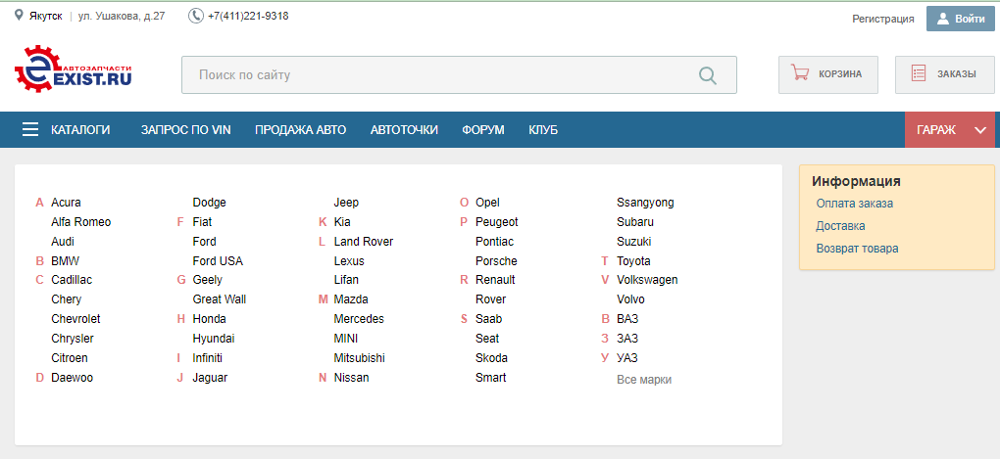 Якутск | ул. Ушакова, д.27 +7(411)221-9318 Регистрация Войти
АВТОЗАПЧАСТИ
EXIST.RU
Поиск по сайту
КОРЗИНА ЗАКАЗЫ
КАТАЛОГИ ЗАПРОС ПО VIN ПРОДАЖА АВТО АВТОТОЧКИ ФОРУМ КЛУБ ГАРАЖ
A Acura
Alfa Romeo
Audi
B BMW
C Cadillac
Chery
Chevrolet
Chrysler
Citroen
D Daewoo
Dodge
F Fiat
Ford
Ford USA
G Geely
Great Wall
H Honda
Hyundai
I Infiniti
J Jaguar
Jeep
K Kia
L Land Rover
Lexus
Lifan
M Mazda
Mercedes
MINI
Mitsubishi
N Nissan
O Opel
P Peugeot
Pontiac
Porsche
R Renault
Rover
S Saab
Seat
Skoda
Smart
Ssangyong
Subaru
Suzuki
T Toyota
V Volkswagen
Volvo
В ВАЗ
З ЗАЗ
У УАЗ
Все марки
Информация
Оплата заказа
Доставка
Возврат товара